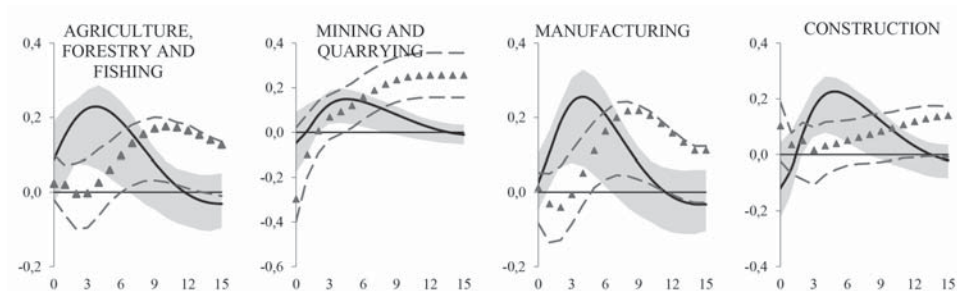 AGRICULTURE,
FORESTRY AND
FISHING
0,4
0,2
0,0
-0,2
0 3 6 9 12 15
MINING AND
QUARRYING
0,4
0,2
0,0
-0,2
-0,4
-0,6
0 3 6 9 12 15
MANUFACTURING
0,4
0,2
0,0
-0,2
0 3 6 9 12 15
CONSTRUCTION
0,4
0,2
0,0
-0,2
-0,4
0 3 6 9 12 15